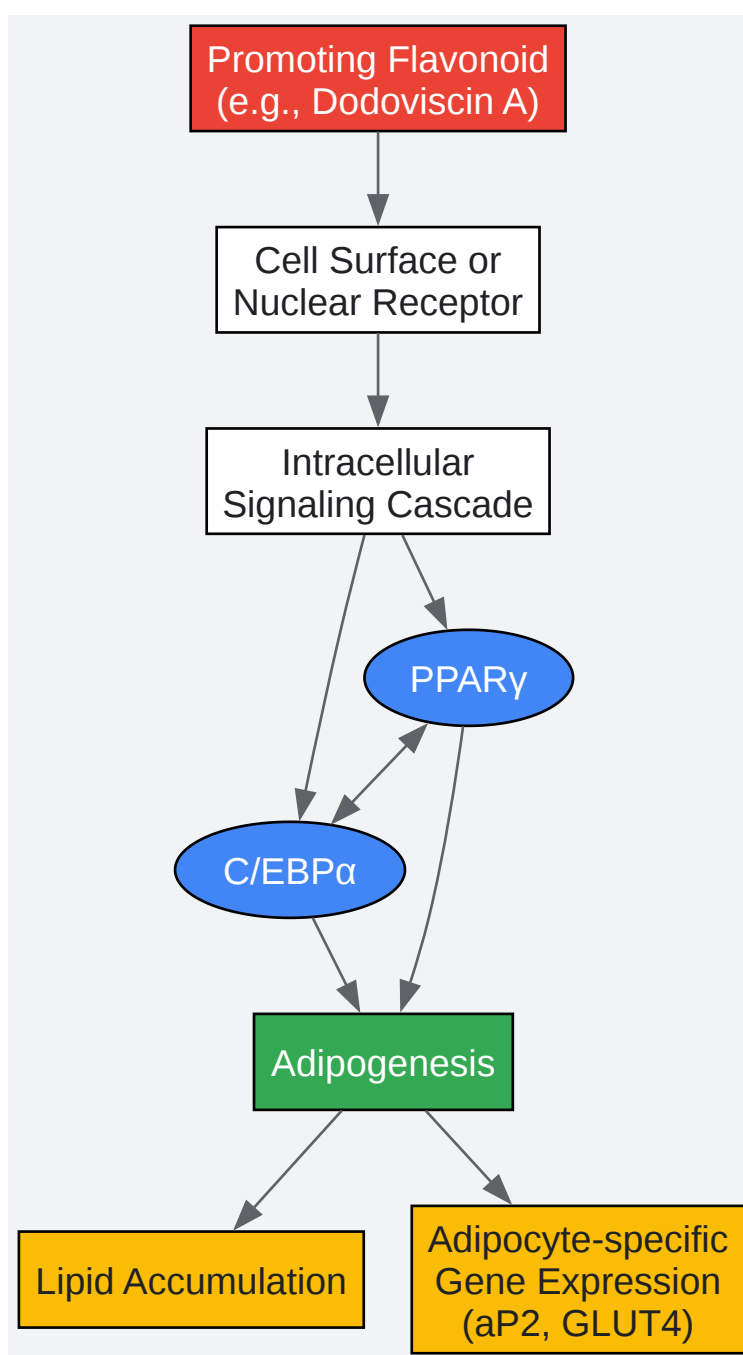 Promoting Flavonoid
(e.g., Dodoviscin A)
Cell Surface or
Nuclear Receptor
Intracellular
Signaling Cascade
PPARγ
C/EBPα
Adipogenesis
Lipid Accumulation
Adipocyte-specific
Gene Expression
(aP2, GLUT4)